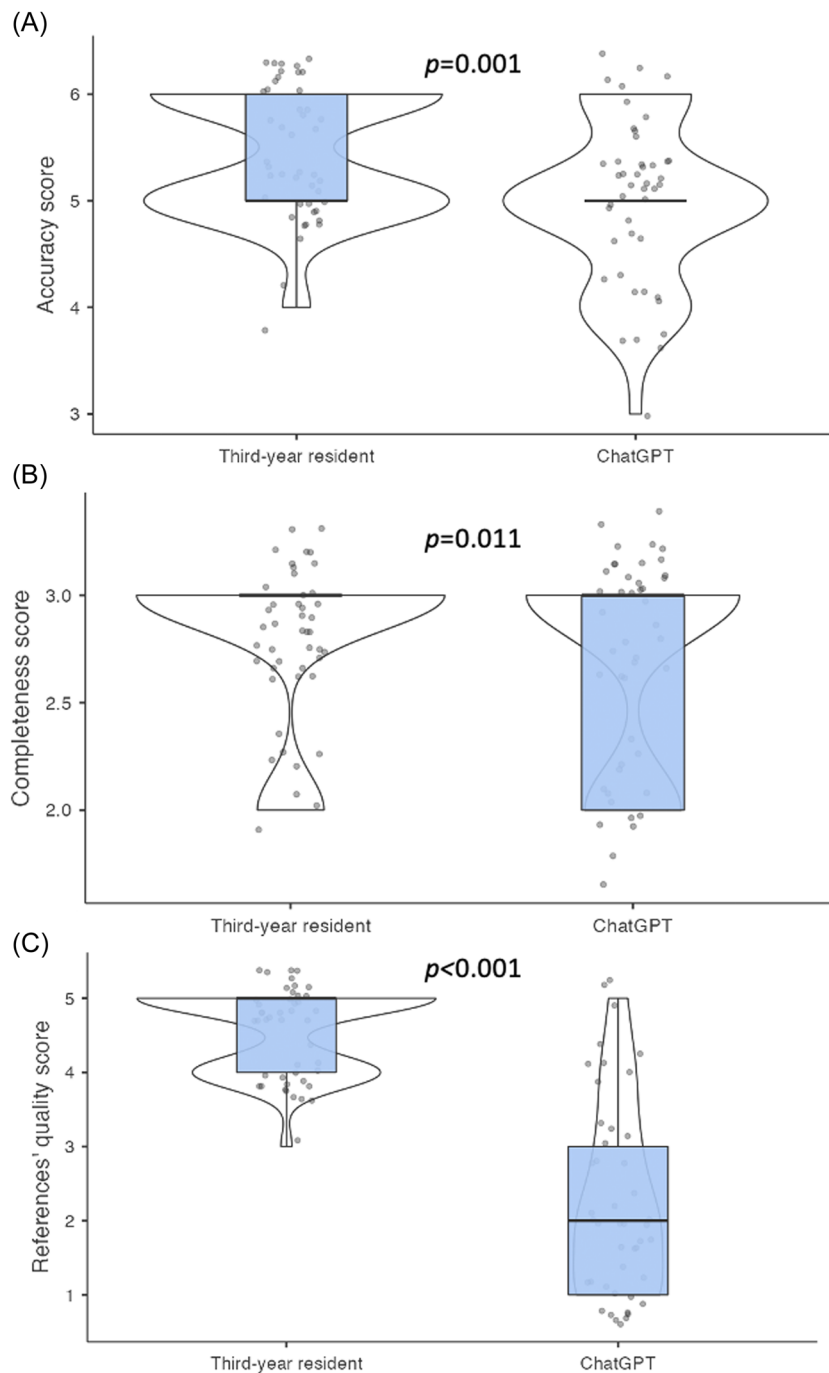 (A)
p=0.001
Accuracy score
6
5
4
3
Third-year resident
ChatGPT
(B)
p=0.011
Completeness score
3.0
2.5
2.0
Third-year resident
ChatGPT
(C)
p<0.001
References' quality score
5
4
3
2
1
Third-year resident
ChatGPT